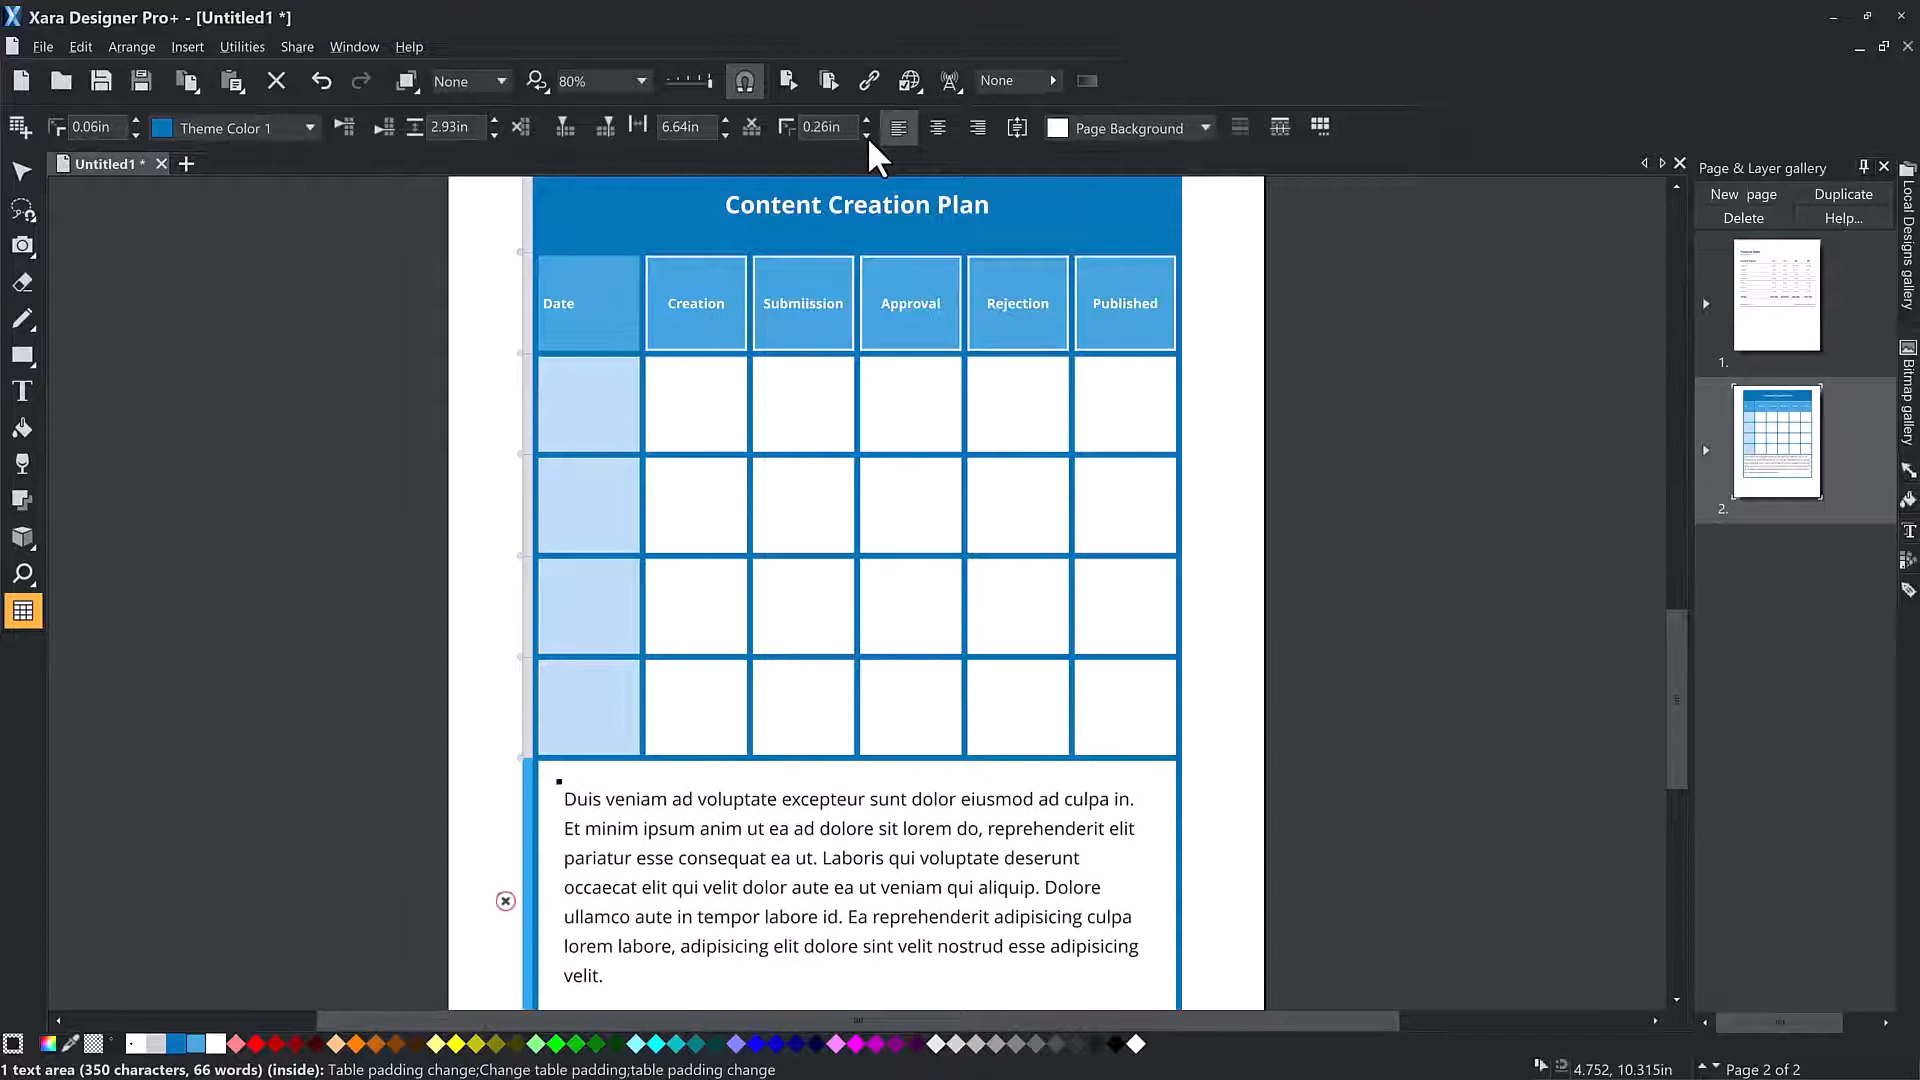 Xara Designer Pro+ - [Untitled1 *]
File Edit Arrange Insert Utilities Share Window Help
None 80% None
0.06in Theme Color 1 2.93in 6.64in 0.26in Page Background
Untitled1 *
Page & Layer gallery
New page Duplicate
Delete Help...
1.
2.
Local Designs gallery
Bitmap gallery
Content Creation Plan
Date Creation Submiission Approval Rejection Published
Duis veniam ad voluptate excepteur sunt dolor eiusmod ad culpa in.
Et minim ipsum anim ut ea ad dolore sit lorem do, reprehenderit elit
pariatur esse consequat ea ut. Laboris qui voluptate deserunt
occaecat elit qui velit dolor aute ea ut veniam qui aliquip. Dolore
ullamco aute in tempor labore id. Ea reprehenderit adipisicing culpa
lorem labore, adipisicing elit dolore sint velit nostrud esse adipisicing
velit.
1 text area (350 characters, 66 words) (inside): Table padding change;Change table padding;table padding change
4.752, 10.315in Page 2 of 2